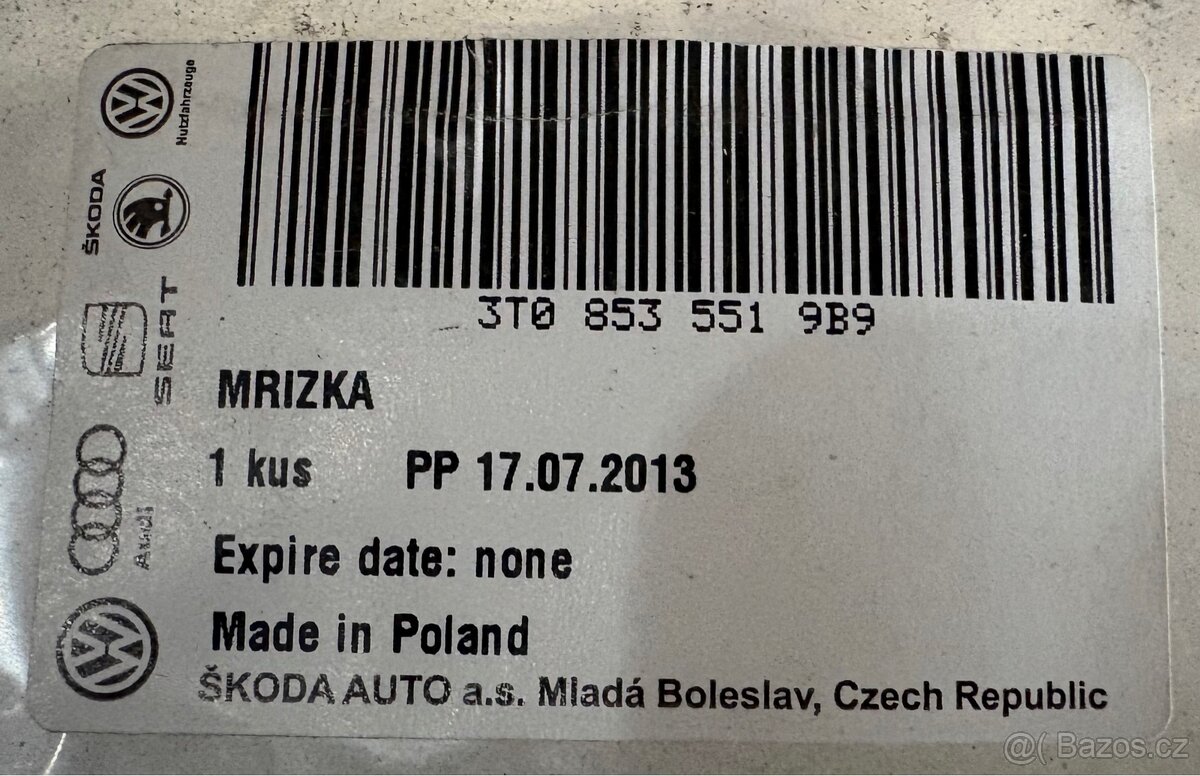 Nutzfahrzeuge
ŠKODA
SEAT
Audi
3T0 853 551 9B9
MRIZKA
1 kus PP 17.07.2013
Expire date: none
Made in Poland
ŠKODA AUTO a.s. Mladá Boleslav, Czech Republic
@( Bazos.cz